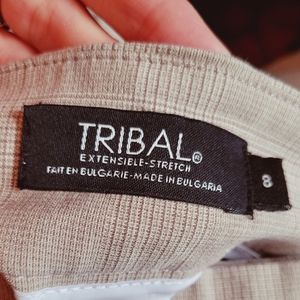 TRIBAL®
EXTENSIBLE-STRETCH
FAIT EN BULGARIE-MADE IN BULGARIA
8